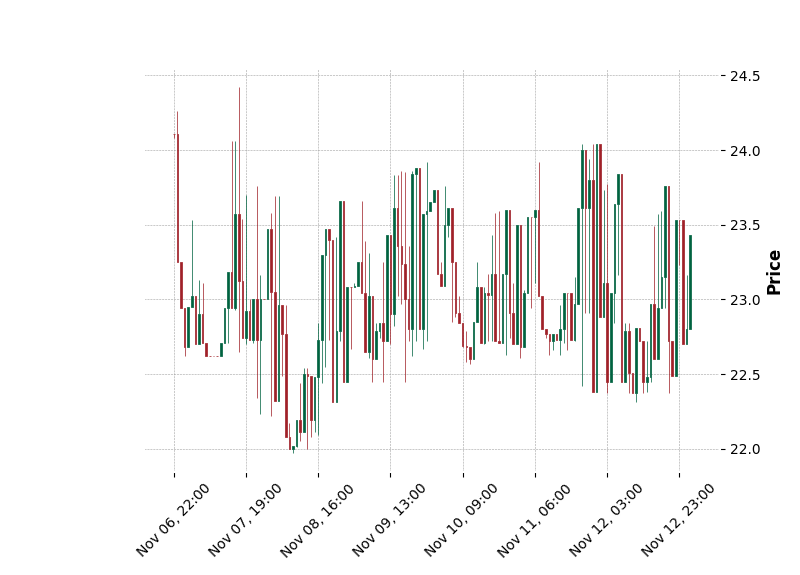 24.5
24.0
23.5
23.0
22.5
22.0
Price
Nov 06, 22:00
Nov 07, 19:00
Nov 08, 16:00
Nov 09, 13:00
Nov 10, 09:00
Nov 11, 06:00
Nov 12, 03:00
Nov 12, 23:00